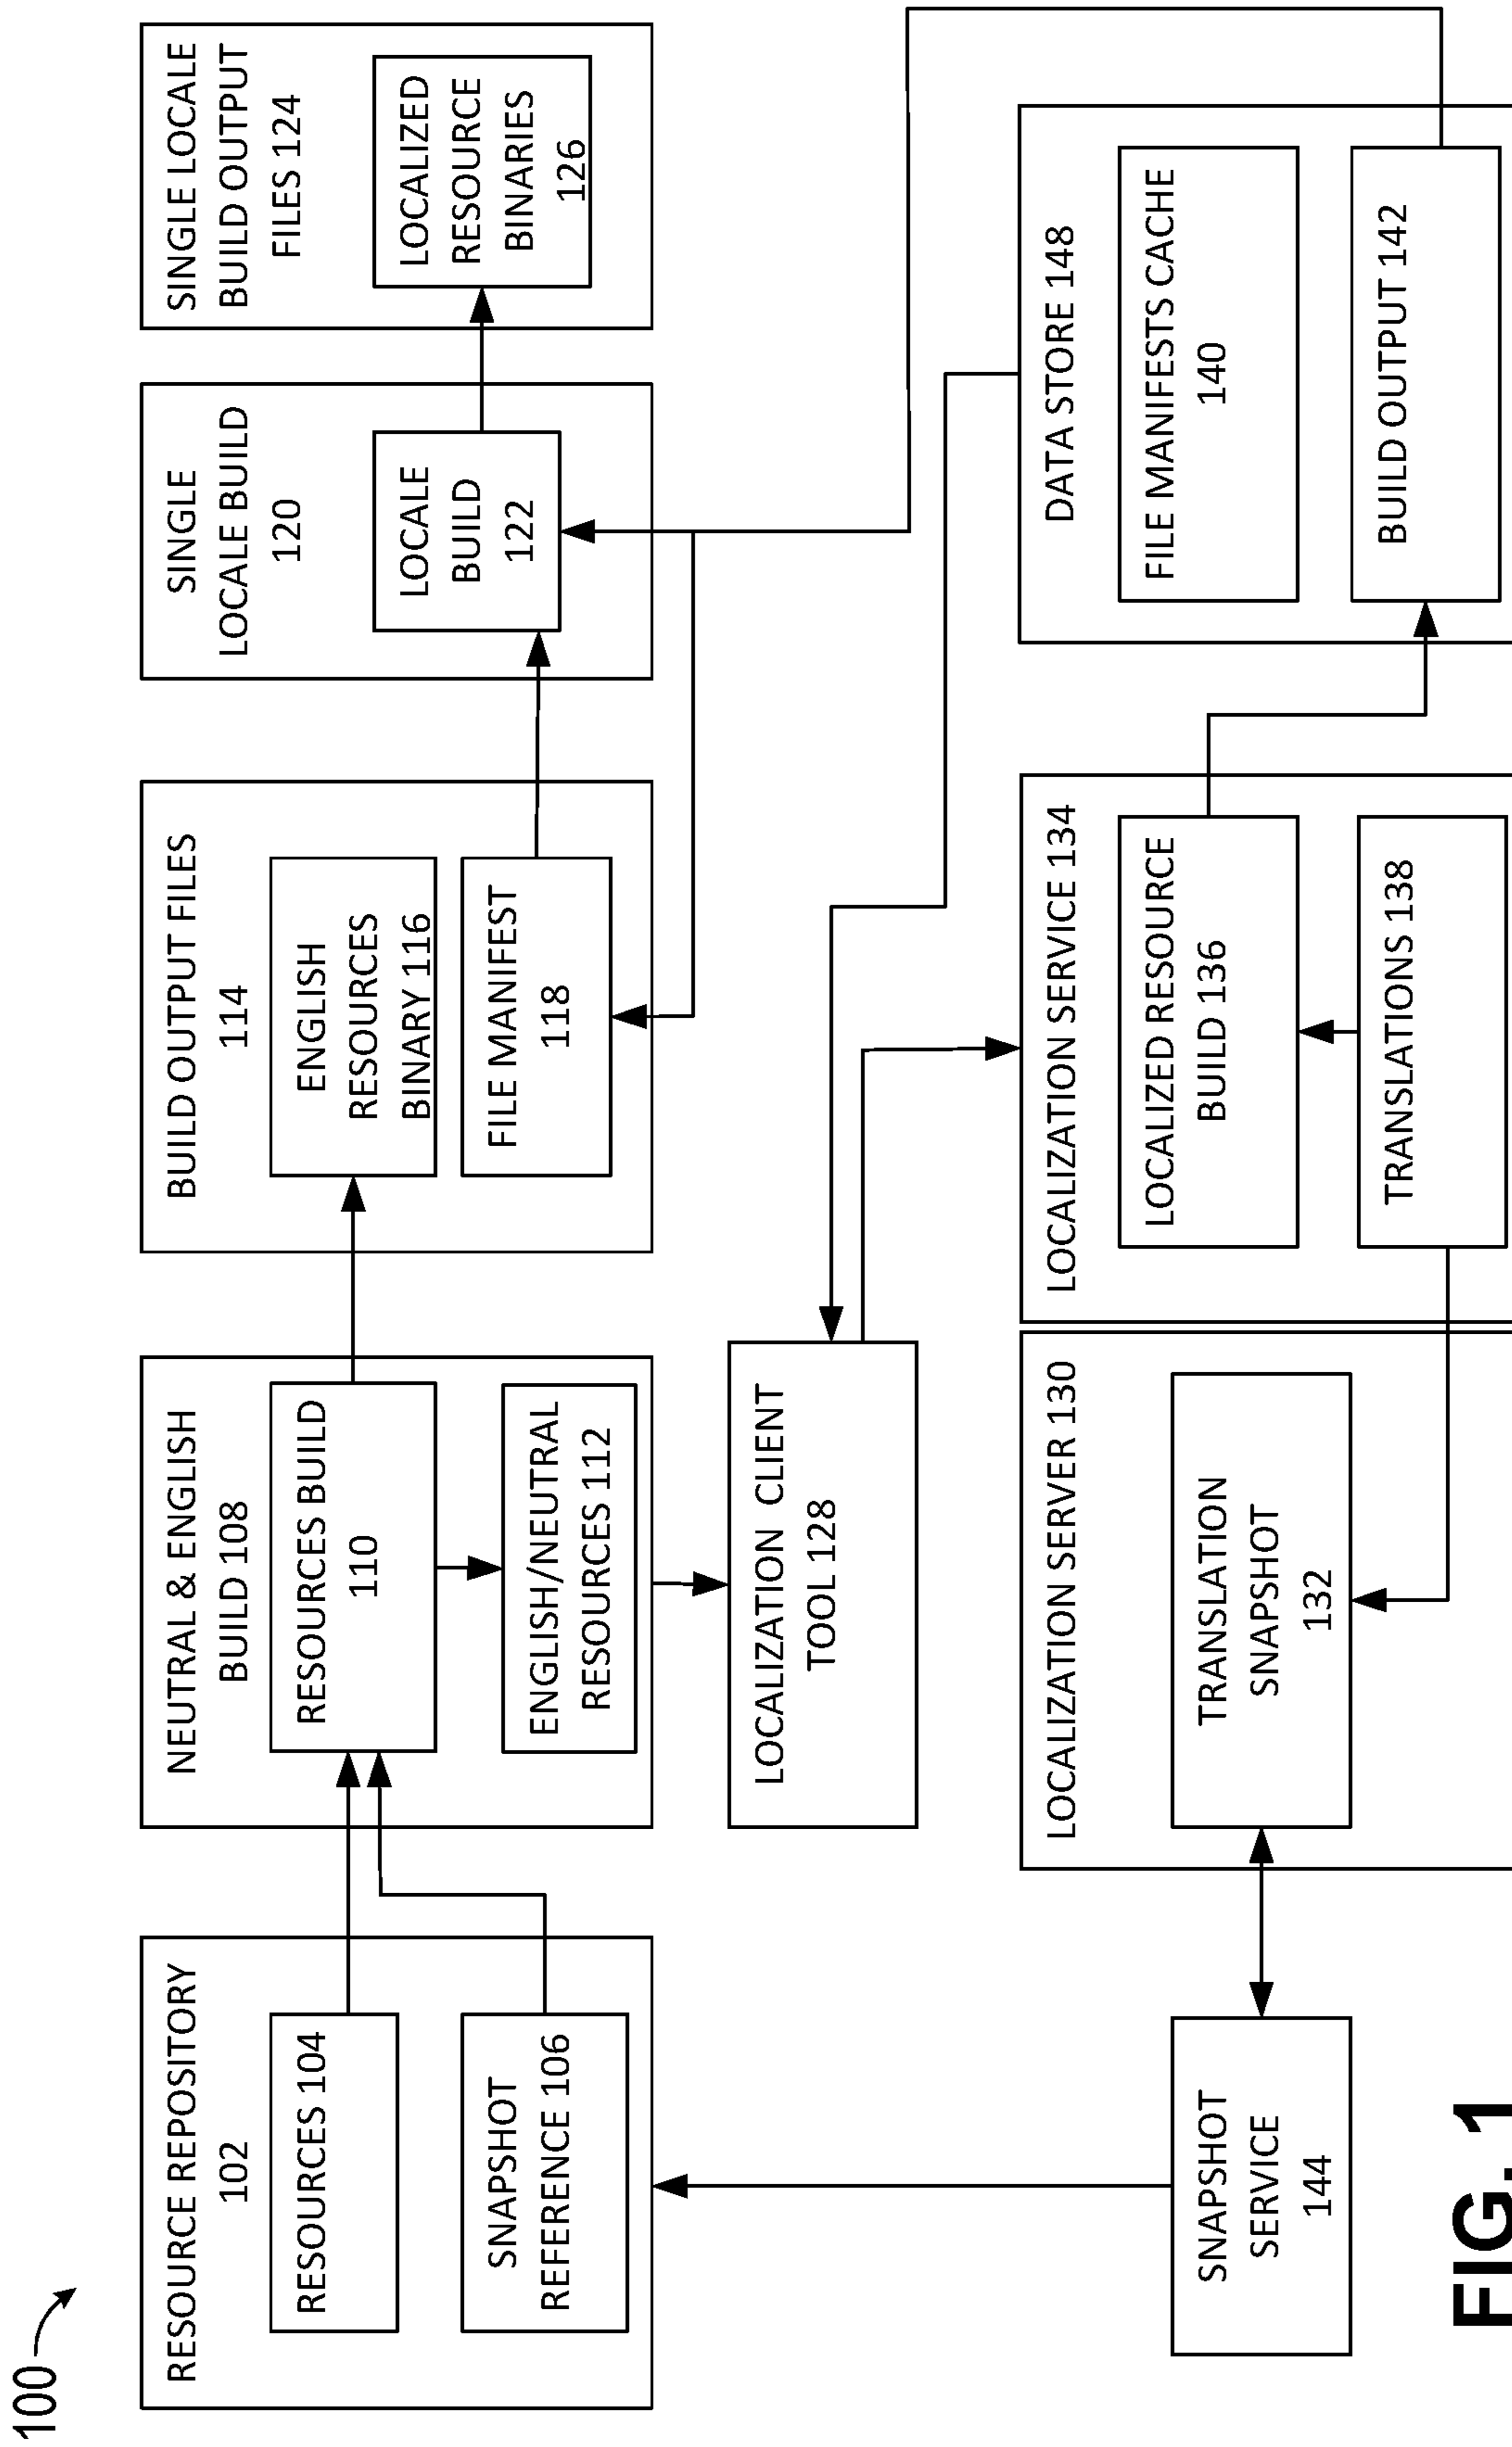 100
RESOURCE REPOSITORY
102
RESOURCES 104
SNAPSHOT
REFERENCE 106
NEUTRAL & ENGLISH
BUILD 108
RESOURCES BUILD
110
ENGLISH/NEUTRAL
RESOURCES 112
BUILD OUTPUT FILES
114
ENGLISH
RESOURCES
BINARY 116
FILE MANIFEST
118
SINGLE
LOCALE BUILD
120
LOCALE
BUILD
122
SINGLE LOCALE
BUILD OUTPUT
FILES 124
LOCALIZED
RESOURCE
BINARIES
126
LOCALIZATION CLIENT
TOOL 128
SNAPSHOT
SERVICE
144
LOCALIZATION SERVER 130
TRANSLATION
SNAPSHOT
132
LOCALIZATION SERVICE 134
LOCALIZED RESOURCE
BUILD 136
TRANSLATIONS 138
DATA STORE 148
FILE MANIFESTS CACHE
140
BUILD OUTPUT 142
FIG. 1